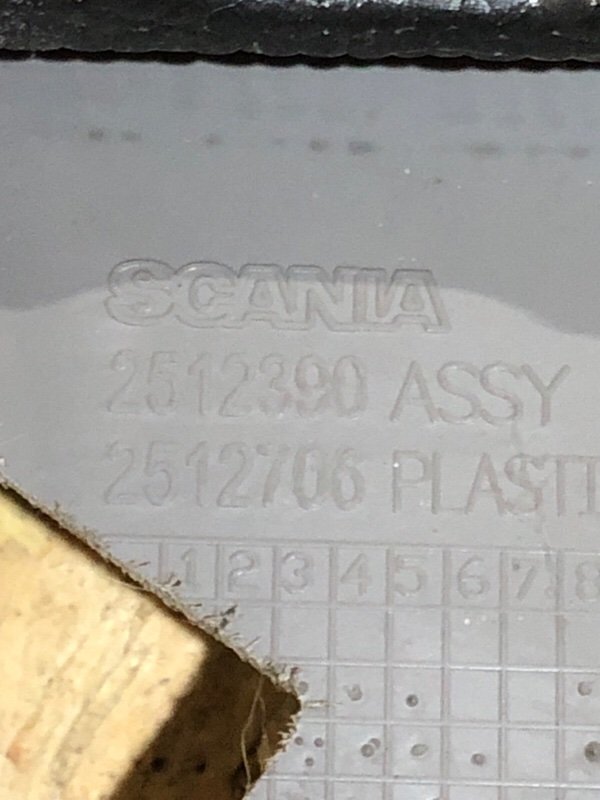 SCANIA
2512390 ASSY
2512706 PLASTI
1 2 3 4 5 6 7 8